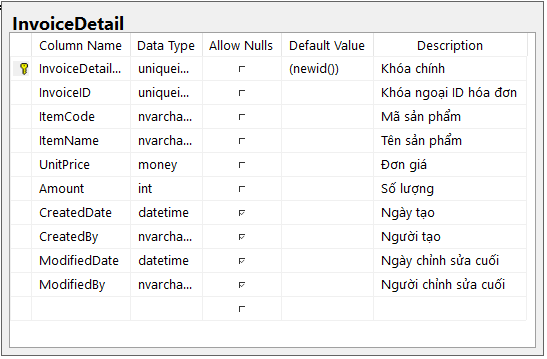 InvoiceDetail
Column Name Data Type Allow Nulls Default Value Description
InvoiceDetail... uniquei... (newid()) Khóa chính
InvoiceID uniquei... Khóa ngoại ID hóa đơn
ItemCode nvarcha... Mã sản phẩm
ItemName nvarcha... Tên sản phẩm
UnitPrice money Đơn giá
Amount int Số lượng
CreatedDate datetime Ngày tạo
CreatedBy nvarcha... Người tạo
ModifiedDate datetime Ngày chỉnh sửa cuối
ModifiedBy nvarcha... Người chỉnh sửa cuối